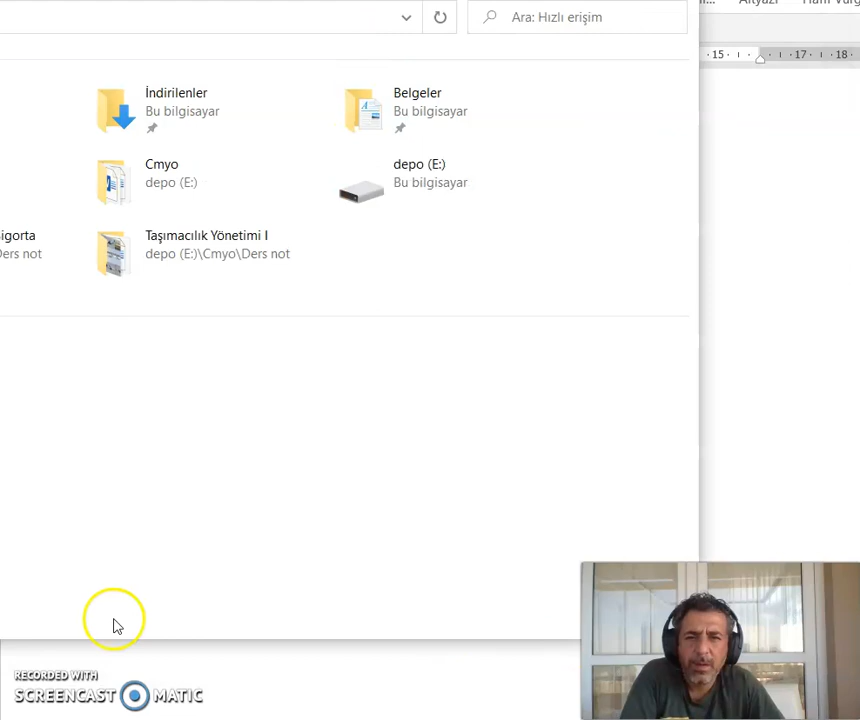 Altyazı
Ara: Hızlı erişim
15 17 18
İndirilenler
Bu bilgisayar
Belgeler
Bu bilgisayar
Cmyo
depo (E:)
depo (E:)
Bu bilgisayar
igorta
Ders not
Taşımacılık Yönetimi I
depo (E:)\Cmyo\Ders not
RECORDED WITH
SCREENCAST MATIC